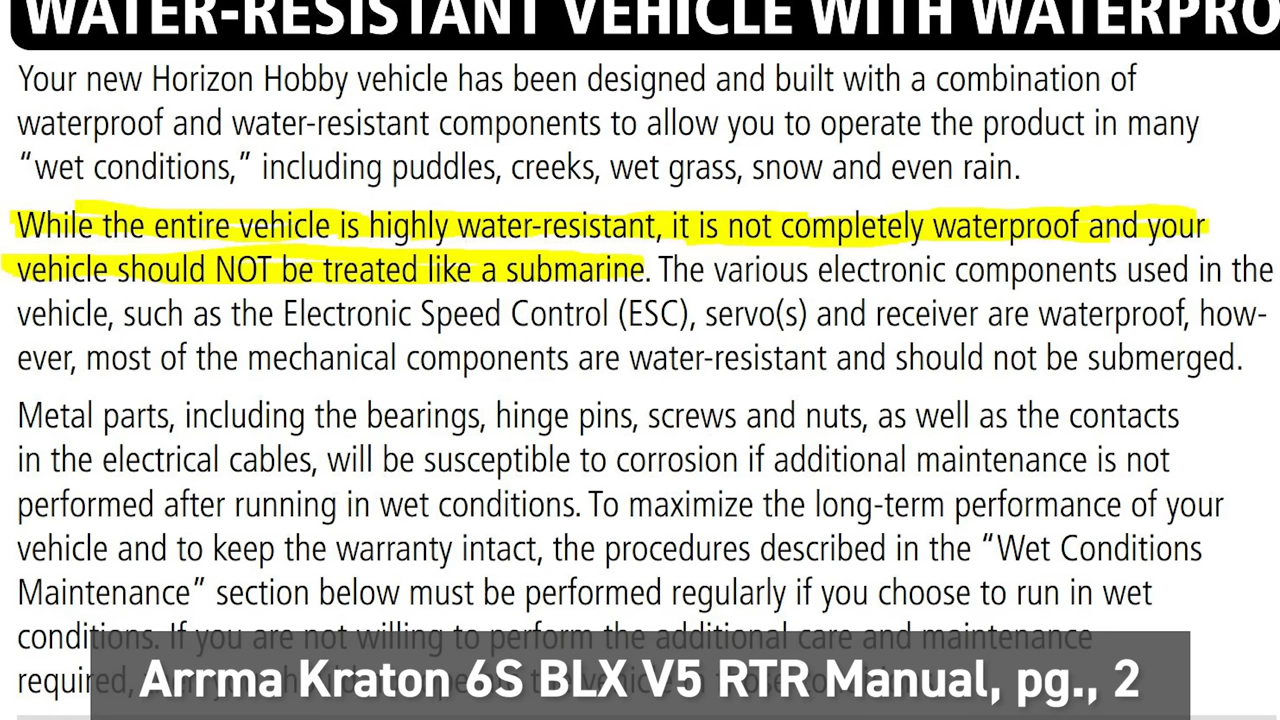 WATER-RESISTANT VEHICLE WITH WATERPRO
Your new Horizon Hobby vehicle has been designed and built with a combination of
waterproof and water-resistant components to allow you to operate the product in many
“wet conditions,” including puddles, creeks, wet grass, snow and even rain.
While the entire vehicle is highly water-resistant, it is not completely waterproof and your
vehicle should NOT be treated like a submarine. The various electronic components used in the
vehicle, such as the Electronic Speed Control (ESC), servo(s) and receiver are waterproof, how-
ever, most of the mechanical components are water-resistant and should not be submerged.
Metal parts, including the bearings, hinge pins, screws and nuts, as well as the contacts
in the electrical cables, will be susceptible to corrosion if additional maintenance is not
performed after running in wet conditions. To maximize the long-term performance of your
vehicle and to keep the warranty intact, the procedures described in the “Wet Conditions
Maintenance” section below must be performed regularly if you choose to run in wet
conditions. If you are not willing to perform the additional care and maintenance
required,
Arrma Kraton 6S BLX V5 RTR Manual, pg., 2